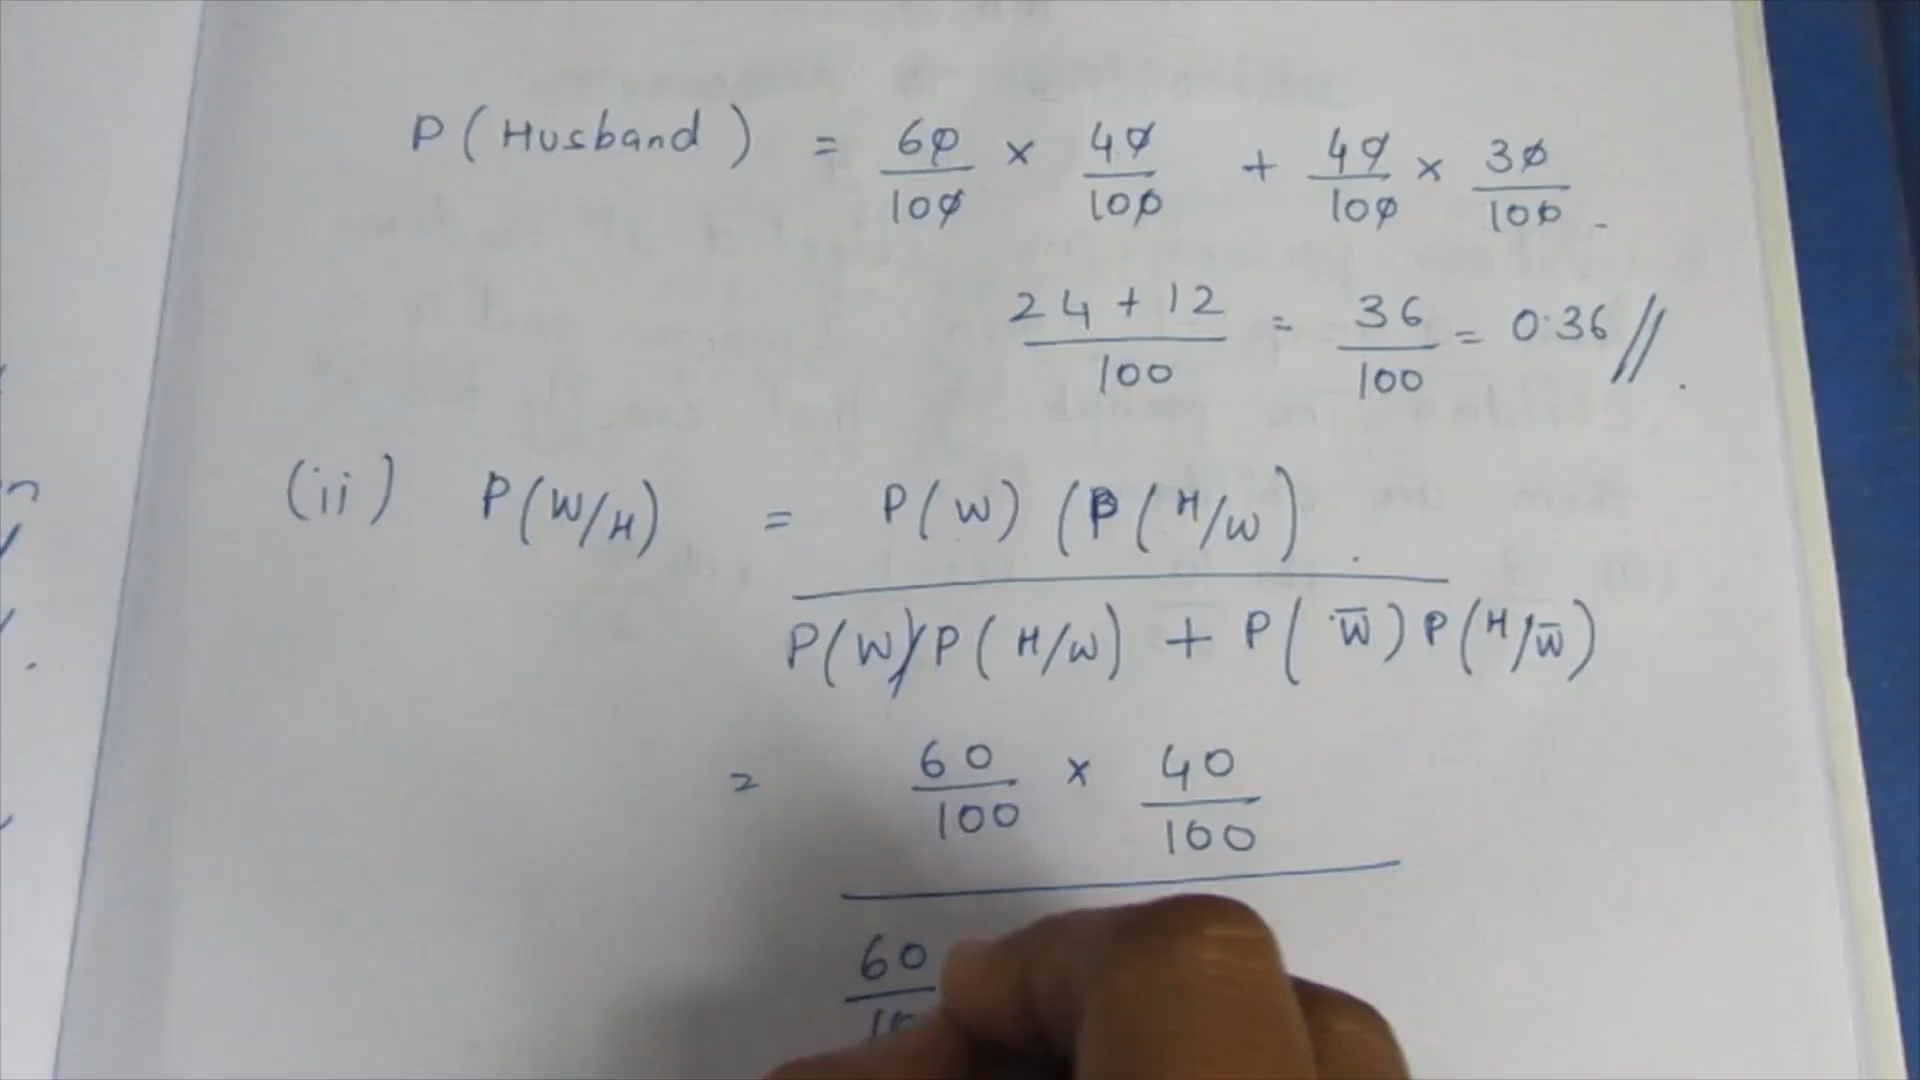 P(Husband) = 60/100 × 40/100 + 40/100 × 30/100.
24+12/100 = 36/100 = 0.36//.
(ii) P(W/H) = P(W) (P(H/W).
P(W)P(H/W) + P(W̅)P(H/W̅)
= 60/100 × 40/100
60